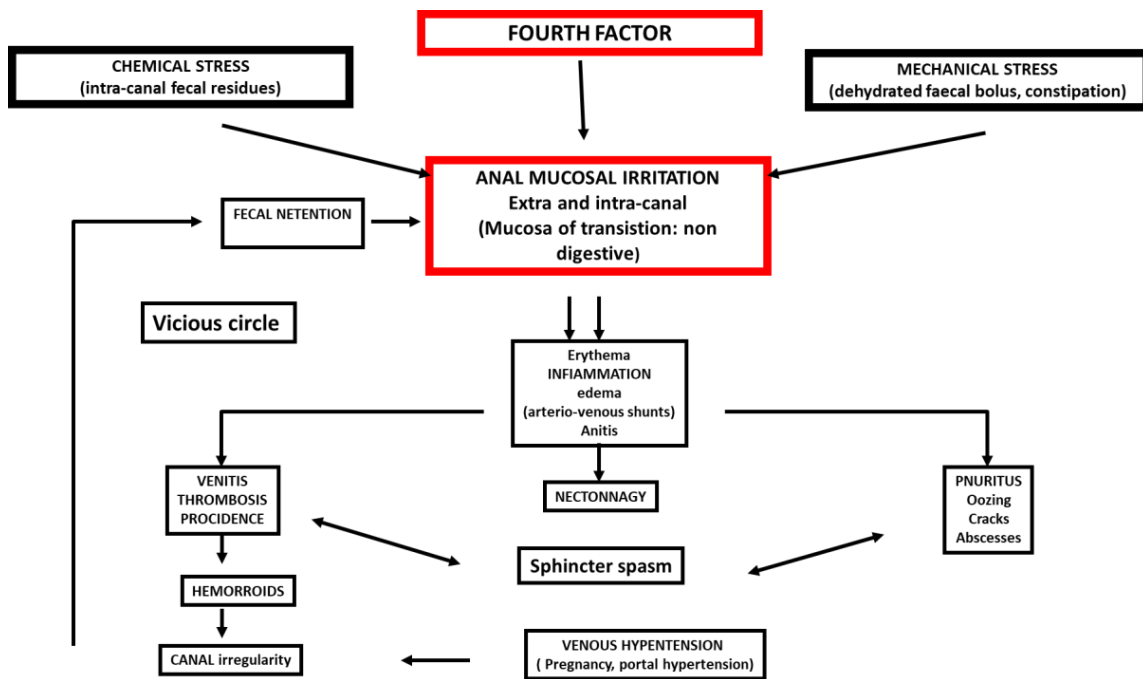 FOURTH FACTOR
CHEMICAL STRESS
(intra-canal fecal residues)
MECHANICAL STRESS
(dehydrated faecal bolus, constipation)
ANAL MUCOSAL IRRITATION
Extra and intra-canal
(Mucosa of transistion: non
digestive)
FECAL NETENTION
Vicious circle
Erythema
INFIAMMATION
edema
(arterio-venous shunts)
Anitis
VENITIS
THROMBOSIS
PROCIDENCE
NECTONNAGY
PNURITUS
Oozing
Cracks
Abscesses
Sphincter spasm
HEMORROIDS
VENOUS HYPENTENSION
( Pregnancy, portal hypertension)
CANAL irregularity